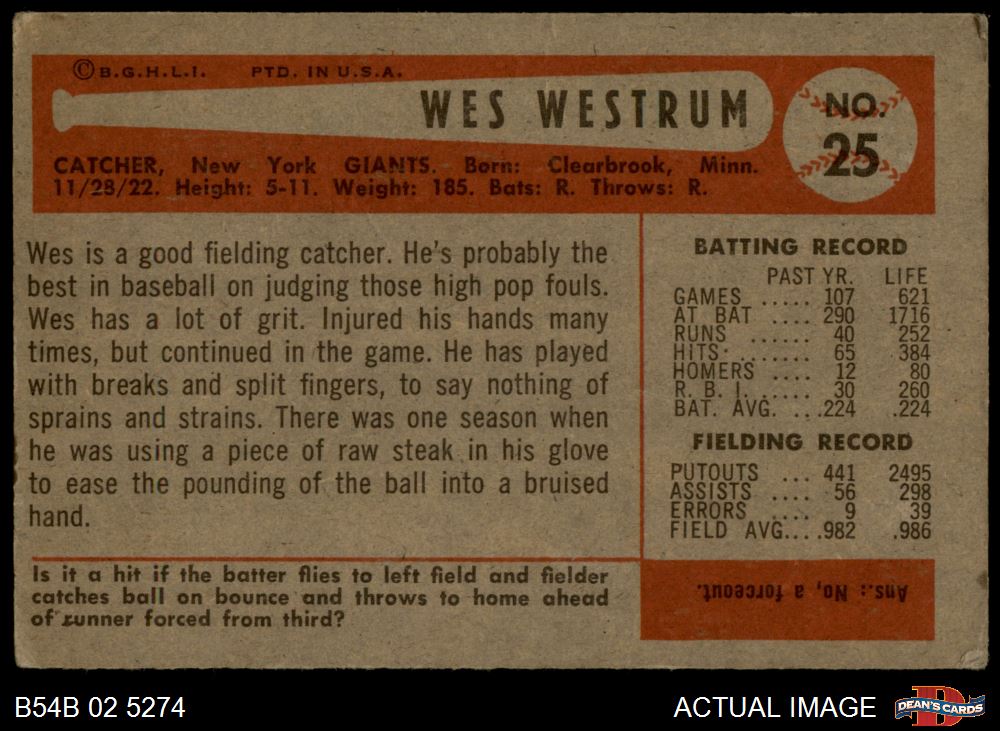 ©B.G.H.L.I. PTD. IN U.S.A.
WES WESTRUM
NO.
25
CATCHER, New York GIANTS. Born: Clearbrook, Minn.
11/28/22. Height: 5-11. Weight: 185. Bats: R. Throws: R.
Wes is a good fielding catcher. He's probably the
best in baseball on judging those high pop fouls.
Wes has a lot of grit. Injured his hands many
times, but continued in the game. He has played
with breaks and split fingers, to say nothing of
sprains and strains. There was one season when
he was using a piece of raw steak in his glove
to ease the pounding of the ball into a bruised
hand.
BATTING RECORD
PAST YR. LIFE
GAMES ..... 107 621
AT BAT .... 290 1716
RUNS ..... 40 252
HITS ....... 65 384
HOMERS .... 12 80
R. B. I. ..... 30 260
BAT. AVG. ...224 .224
FIELDING RECORD
PUTOUTS ... 441 2495
ASSISTS .... 56 298
ERRORS .... 9 39
FIELD AVG....982 .986
Is it a hit if the batter flies to left field and fielder
catches ball on bounce and throws to home ahead
of runner forced from third?
Ans.: No, a forceout.
B54B 02 5274
ACTUAL IMAGE
D
DEAN'S CARDS